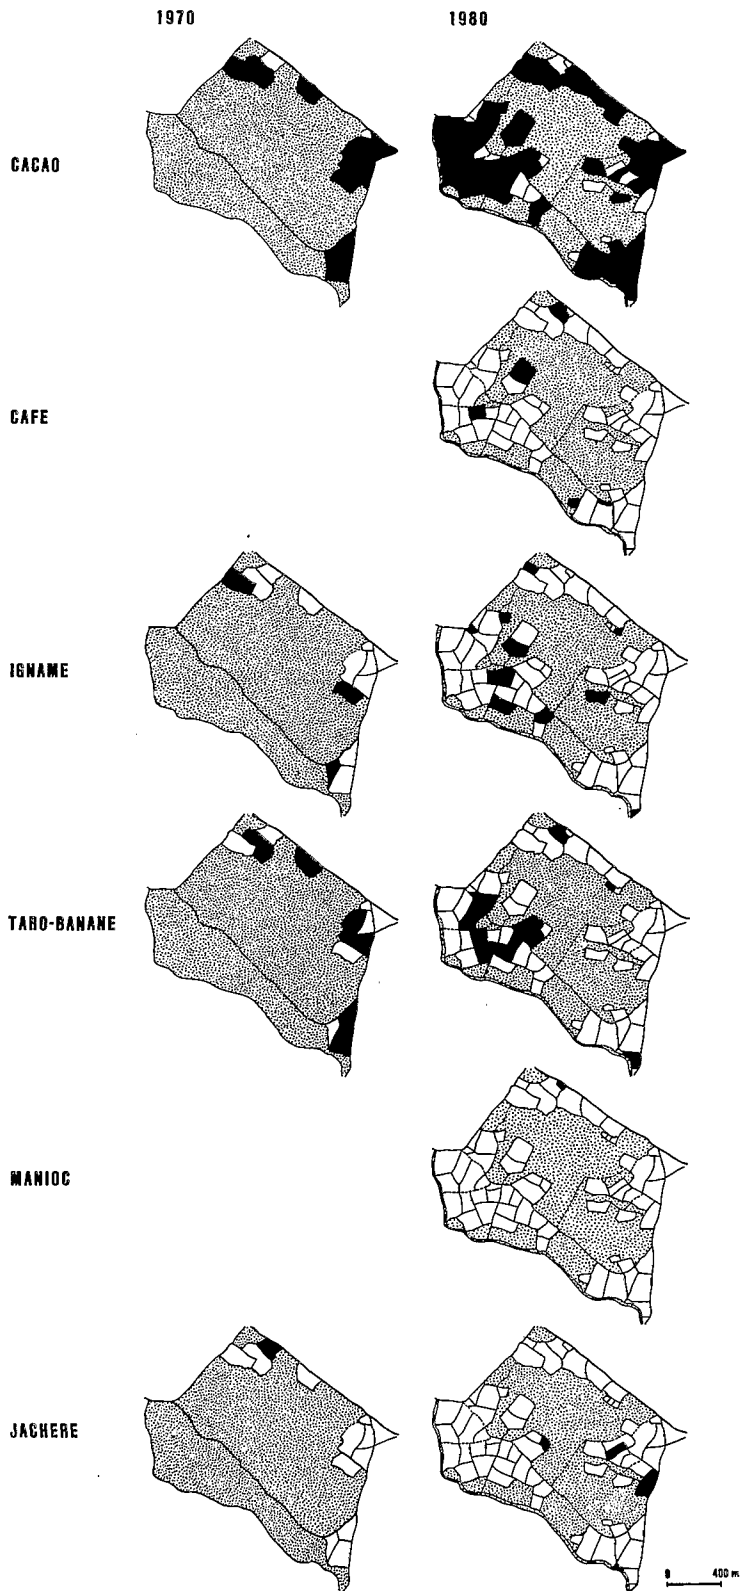 1970 1980
CACAO
CAFE
IGNAME
TARO-BANANE
MANIOC
JACHERE
0 400 m